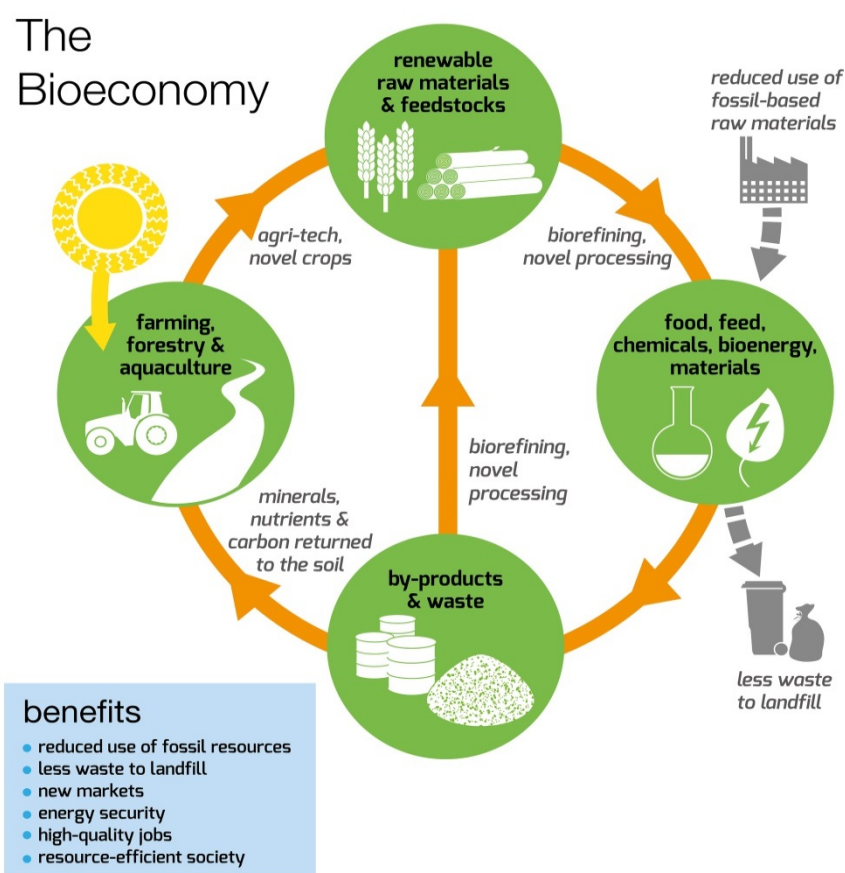 The
Bioeconomy
renewable
raw materials
& feedstocks
reduced use of
fossil-based
raw materials
agri-tech,
novel crops
biorefining,
novel processing
farming,
forestry &
aquaculture
food, feed,
chemicals, bioenergy,
materials
biorefining,
novel
processing
minerals,
nutrients &
carbon returned
to the soil
by-products
& waste
less waste
to landfill
benefits
• reduced use of fossil resources
• less waste to landfill
• new markets
• energy security
• high-quality jobs
• resource-efficient society